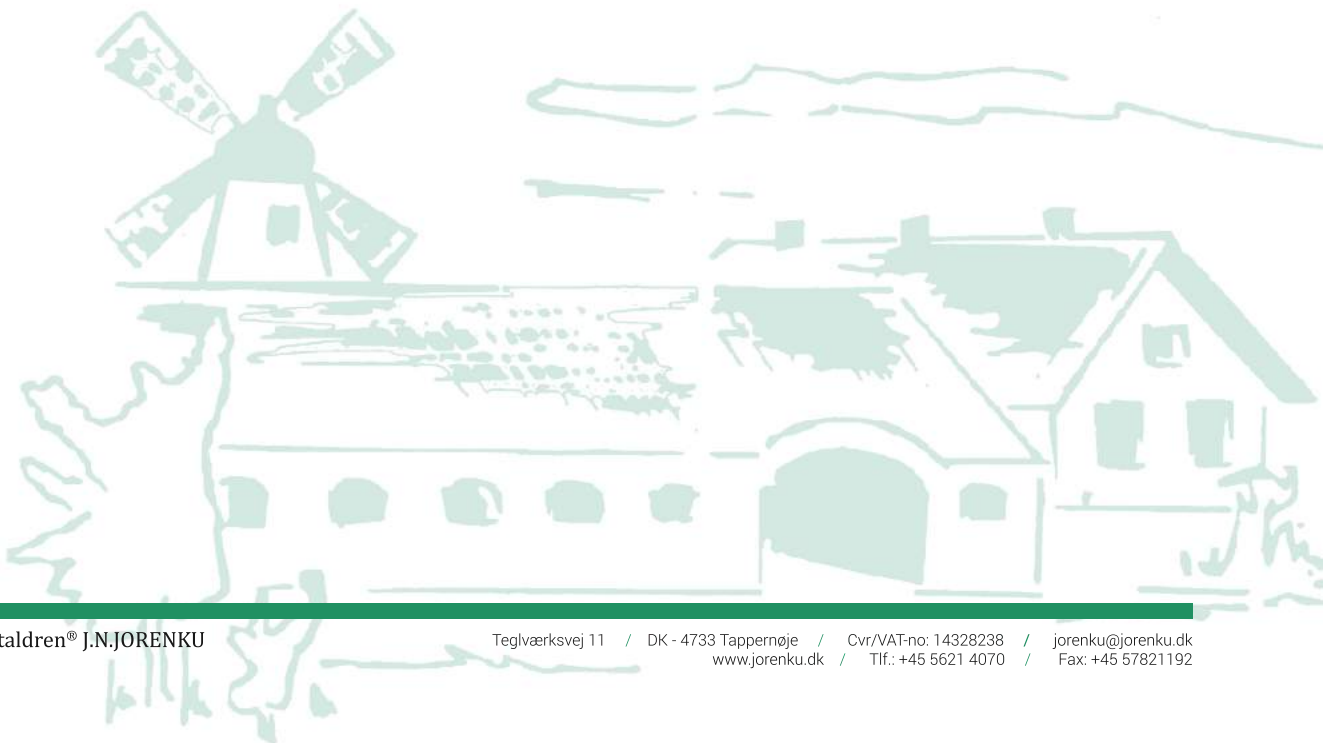 taldren® J.N.JORENKU
Teglværksvej 11 / DK - 4733 Tappernøje / Cvr/VAT-no: 14328238 / jorenku@jorenku.dk
www.jorenku.dk / Tlf.: +45 5621 4070 / Fax: +45 57821192